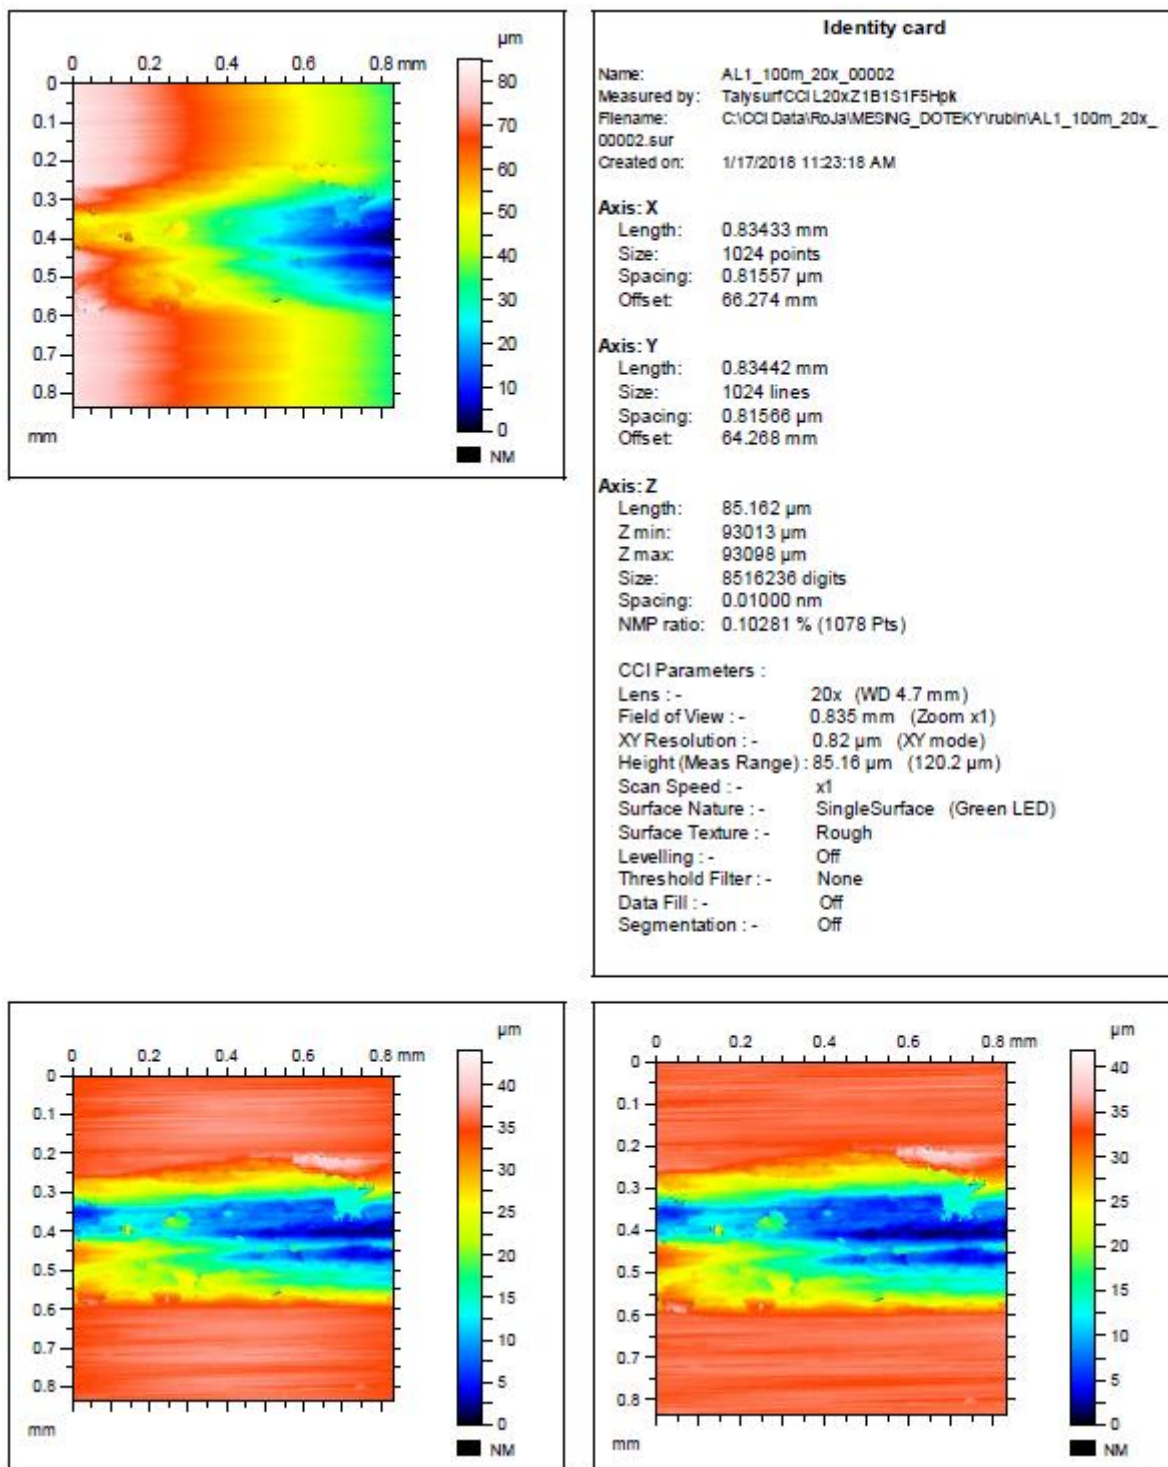 µm
0 0.2 0.4 0.6 0.8 mm
0
0.1
0.2
0.3
0.4
0.5
0.6
0.7
0.8
mm
80
70
60
50
40
30
20
10
0
NM
Identity card
Name: AL1_100m_20x_00002
Measured by: TalysurfCCI L20xZ1B1S1F5Hpk
Filename: C:\CCI Data\RoJa\MESING_DOTEKY\rubin\AL1_100m_20x_
00002.sur
Created on: 1/17/2018 11:23:18 AM
Axis: X
Length: 0.83433 mm
Size: 1024 points
Spacing: 0.81557 µm
Offset: 66.274 mm
Axis: Y
Length: 0.83442 mm
Size: 1024 lines
Spacing: 0.81566 µm
Offset: 64.268 mm
Axis: Z
Length: 85.162 µm
Z min: 93013 µm
Z max: 93098 µm
Size: 8516236 digits
Spacing: 0.01000 nm
NMP ratio: 0.10281 % (1078 Pts)
CCI Parameters :
Lens : - 20x (WD 4.7 mm)
Field of View : - 0.835 mm (Zoom x1)
XY Resolution : - 0.82 µm (XY mode)
Height (Meas Range) : 85.16 µm (120.2 µm)
Scan Speed : - x1
Surface Nature : - SingleSurface (Green LED)
Surface Texture : - Rough
Levelling : - Off
Threshold Filter : - None
Data Fill : - Off
Segmentation : - Off
µm
0 0.2 0.4 0.6 0.8 mm
0
0.1
0.2
0.3
0.4
0.5
0.6
0.7
0.8
mm
40
35
30
25
20
15
10
5
0
NM
µm
0 0.2 0.4 0.6 0.8 mm
0
0.1
0.2
0.3
0.4
0.5
0.6
0.7
0.8
mm
40
35
30
25
20
15
10
5
0
NM